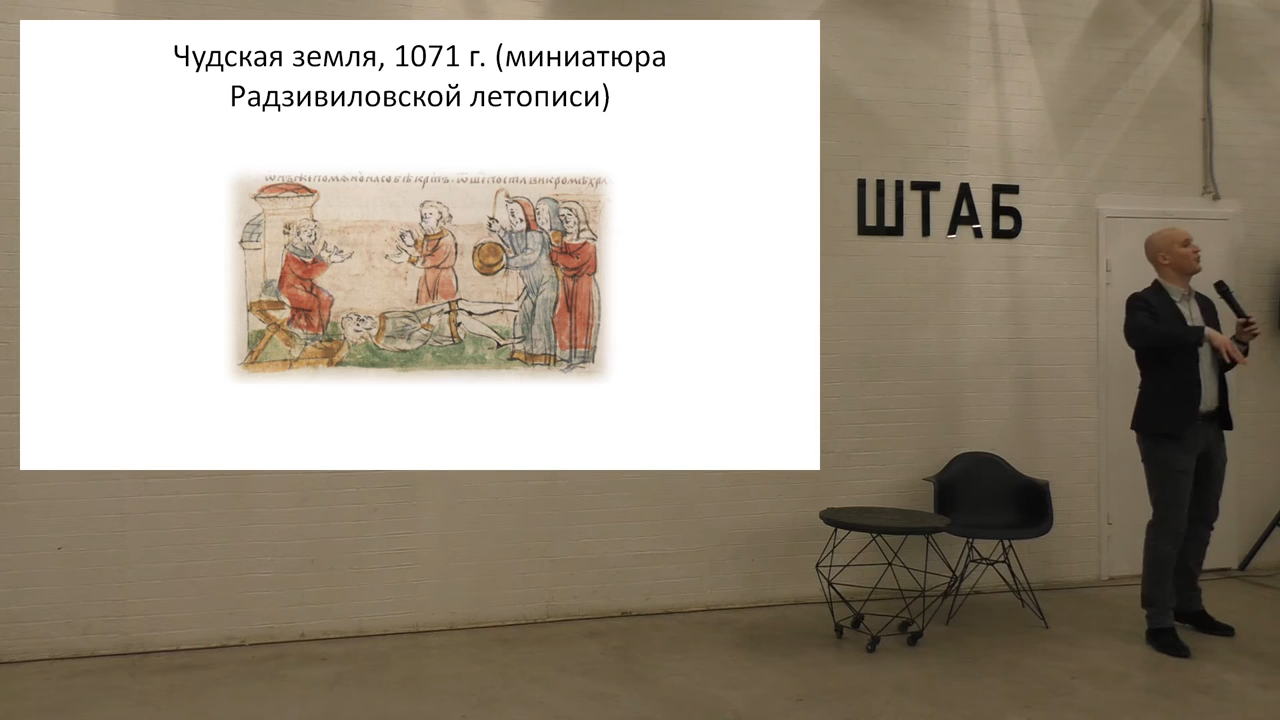 Чудская земля, 1071 г. (миниатюра
Радзивиловской летописи)
ШТАБ